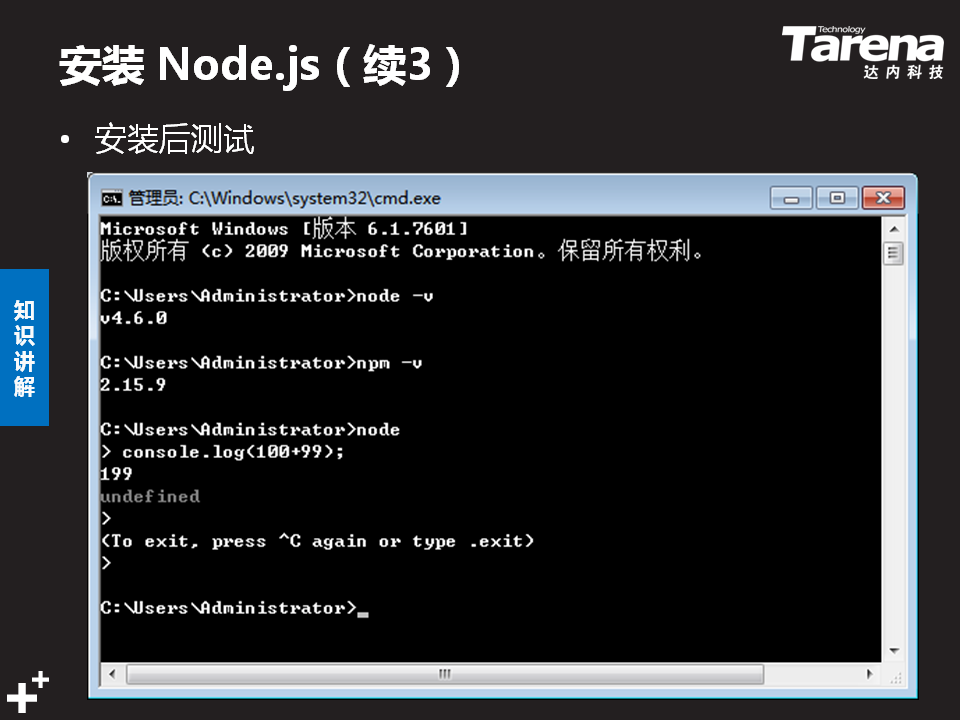 安装 Node.js（续3）
Technology
Tarena
达内科技
• 安装后测试
知识讲解
管理员: C:\Windows\system32\cmd.exe
Microsoft Windows [版本 6.1.7601]
版权所有 (c) 2009 Microsoft Corporation。保留所有权利。
C:\Users\Administrator>node -v
v4.6.0
C:\Users\Administrator>npm -v
2.15.9
C:\Users\Administrator>node
> console.log(100+99);
199
undefined
>
(To exit, press ^C again or type .exit)
>
C:\Users\Administrator>_